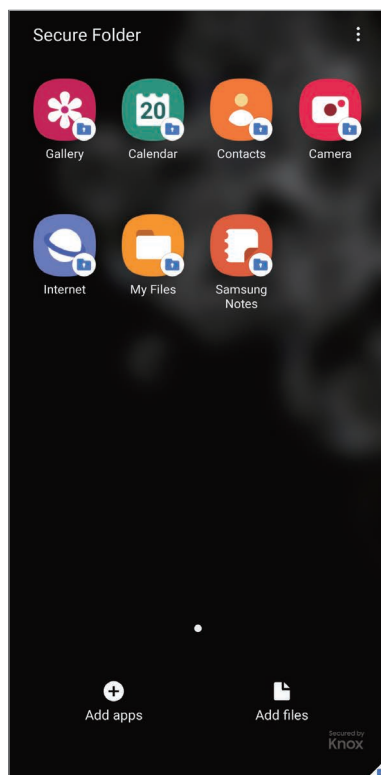 Secure Folder
20
Gallery
Calendar
Contacts
Camera
Internet
My Files
Samsung
Notes
Add apps
Add files
Secured by
Knox